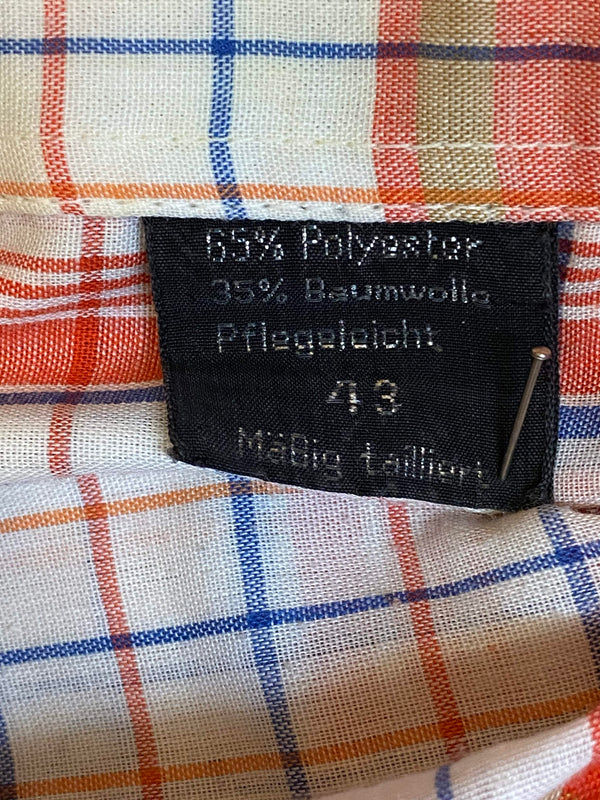 65% Polyester
35% Baumwolle
Pflegeleicht
43
Mäßig tailliert